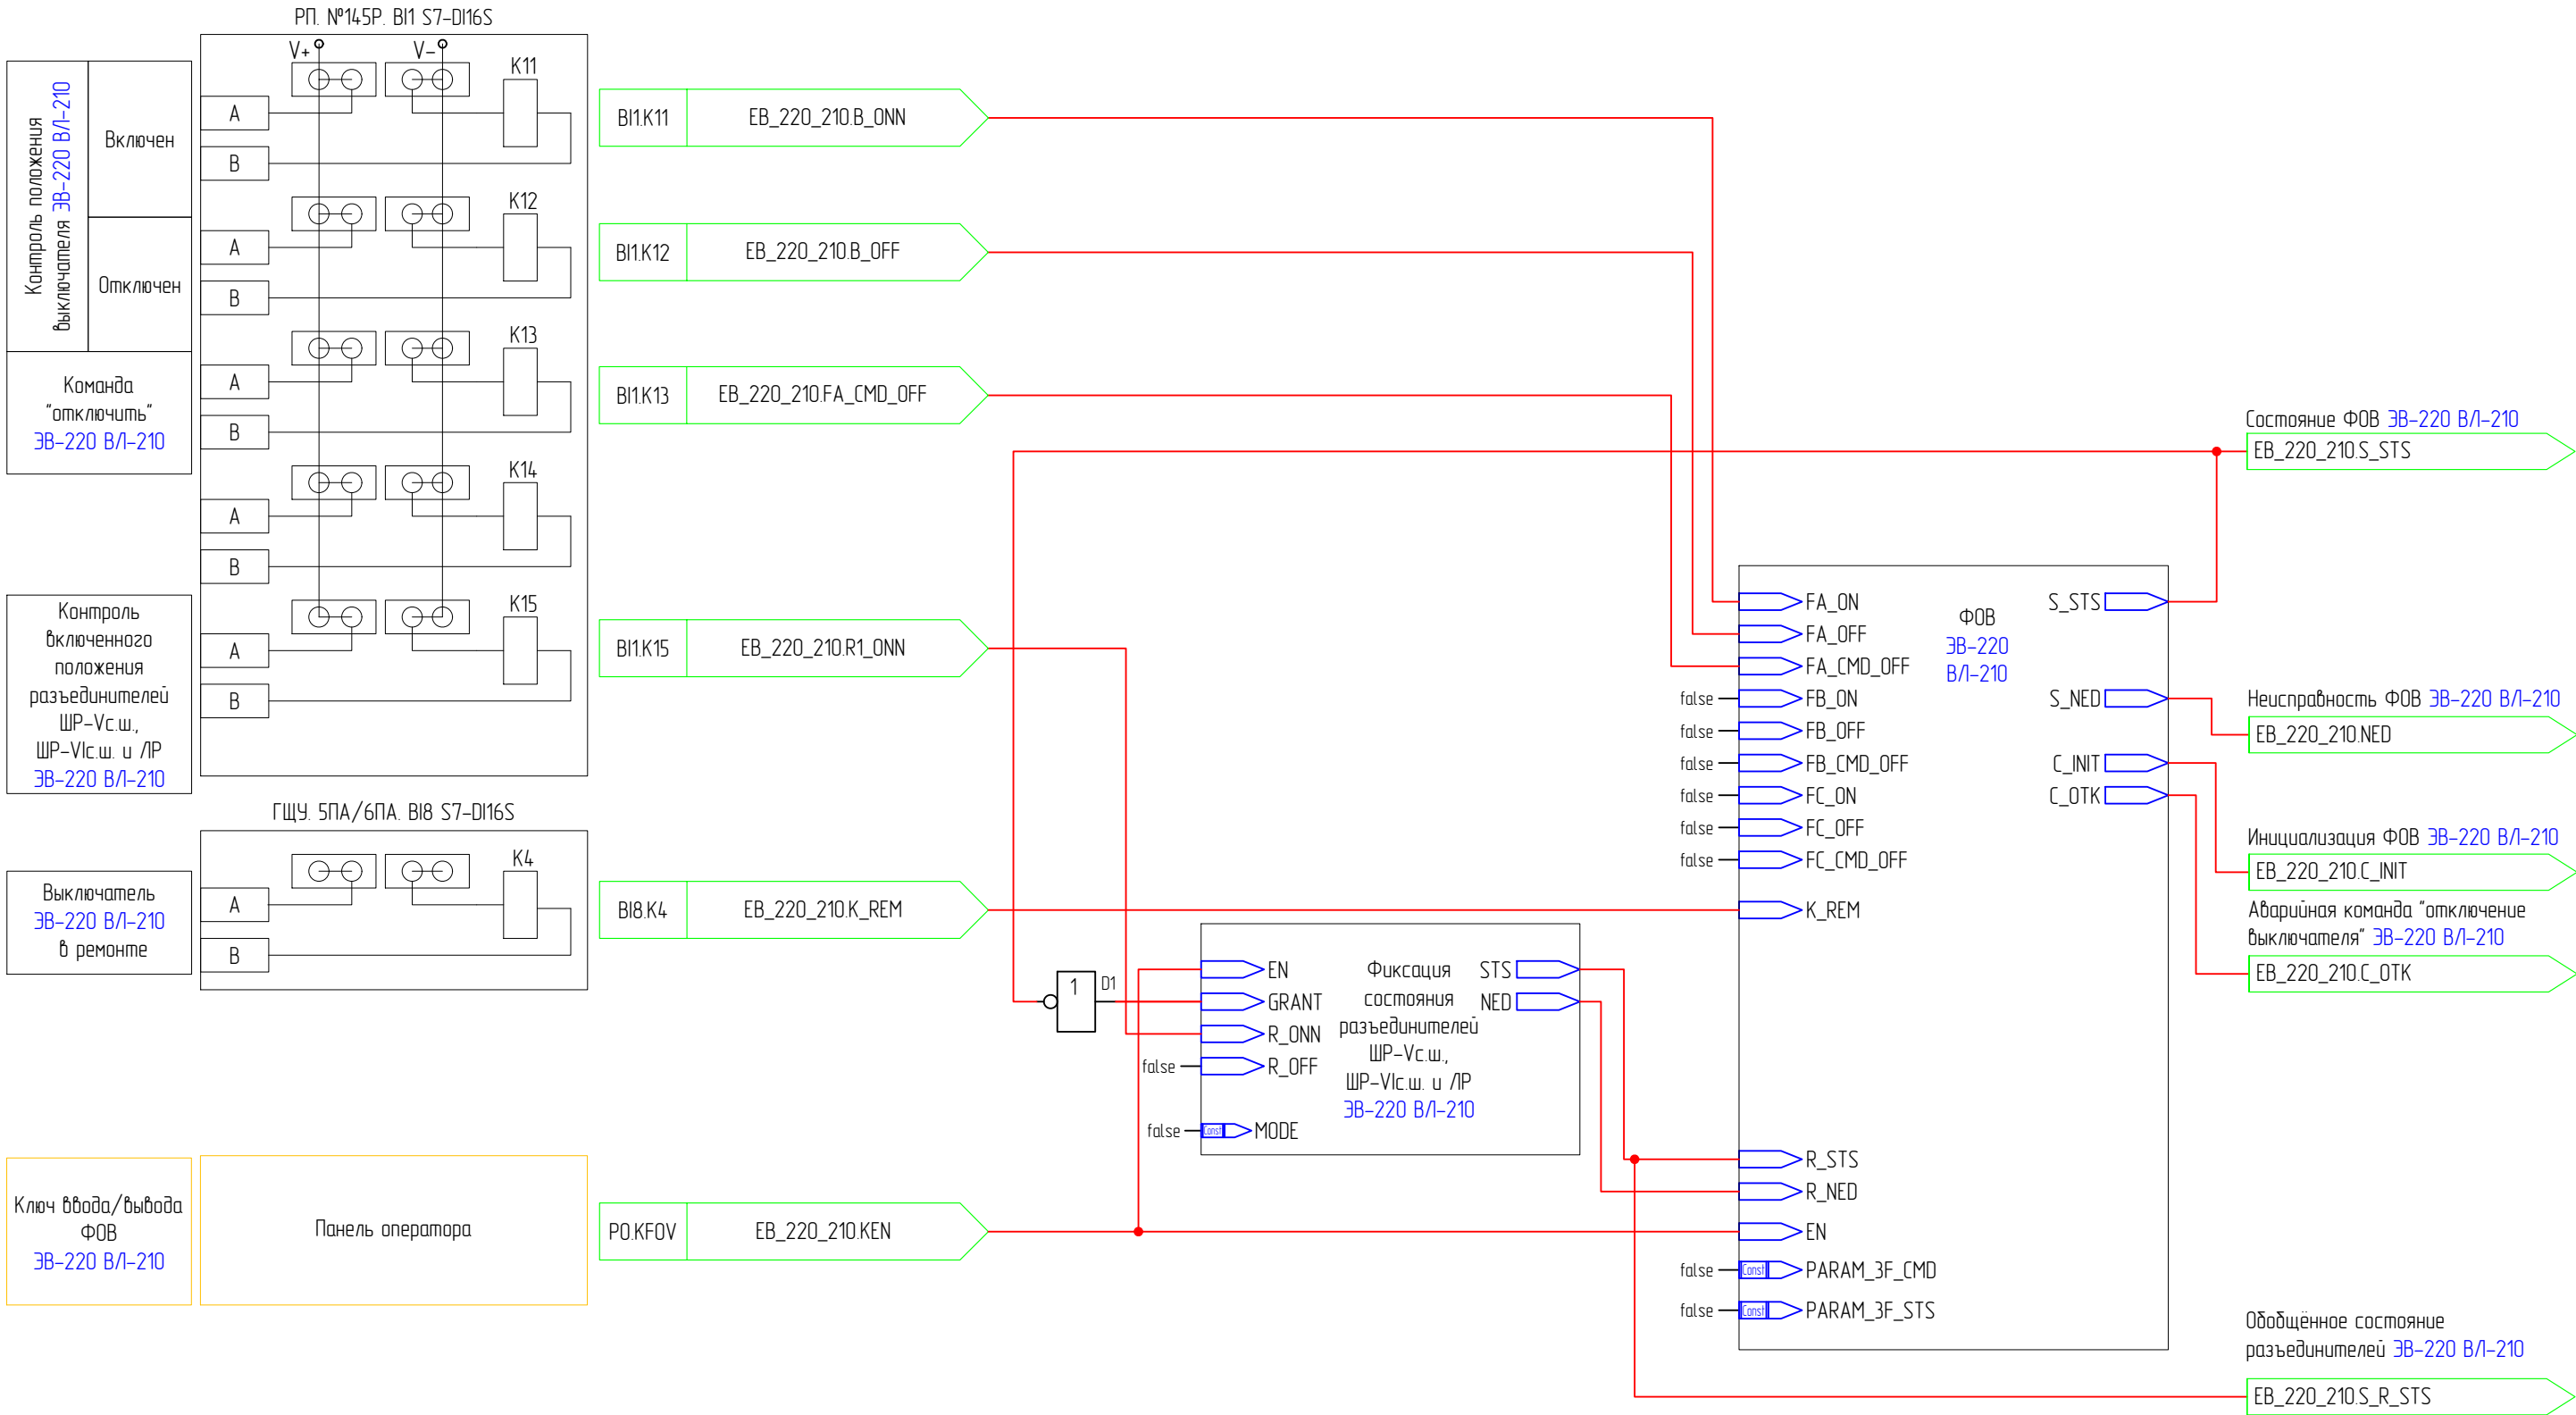 РП. №145Р. BI1 S7-DI16S
V+
V-
Контроль положения
выключателя ЭВ-220 ВЛ-210
Включен
Отключен
A
B
K11
A
B
K12
Команда
"отключить"
ЭВ-220 ВЛ-210
A
B
K13
A
B
K14
Контроль
включенного
положения
разъединителей
ШР-Vс.ш.,
ШР-VIс.ш. и ЛР
ЭВ-220 ВЛ-210
A
B
K15
ГЩУ. 5ПА/6ПА. BI8 S7-DI16S
Выключатель
ЭВ-220 ВЛ-210
в ремонте
A
B
K4
Ключ ввода/вывода
ФОВ
ЭВ-220 ВЛ-210
Панель оператора
BI1.K11 EB_220_210.B_ONN
BI1.K12 EB_220_210.B_OFF
BI1.K13 EB_220_210.FA_CMD_OFF
BI1.K15 EB_220_210.R1_ONN
BI8.K4 EB_220_210.K_REM
PO.KFOV EB_220_210.KEN
1
D1
EN
GRANT
R_ONN
false R_OFF
false Const MODE
Фиксация
состояния
разъединителей
ШР-Vс.ш.,
ШР-VIс.ш. и ЛР
ЭВ-220 ВЛ-210
STS
NED
FA_ON
FA_OFF
FA_CMD_OFF
false FB_ON
false FB_OFF
false FB_CMD_OFF
false FC_ON
false FC_OFF
false FC_CMD_OFF
K_REM
R_STS
R_NED
EN
false Const PARAM_3F_CMD
false Const PARAM_3F_STS
ФОВ
ЭВ-220
ВЛ-210
S_STS
S_NED
C_INIT
C_OTK
Состояние ФОВ ЭВ-220 ВЛ-210
EB_220_210.S_STS
Неисправность ФОВ ЭВ-220 ВЛ-210
EB_220_210.NED
Инициализация ФОВ ЭВ-220 ВЛ-210
EB_220_210.C_INIT
Аварийная команда "отключение
выключателя" ЭВ-220 ВЛ-210
EB_220_210.C_OTK
Обобщённое состояние
разъединителей ЭВ-220 ВЛ-210
EB_220_210.S_R_STS